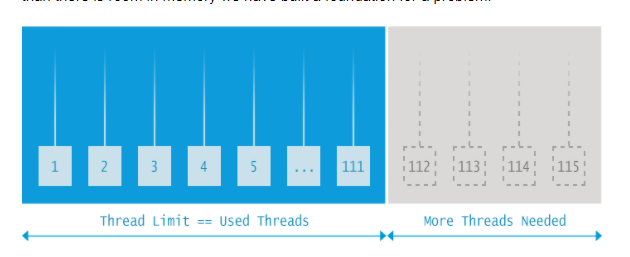 than there is room in memory we have built a foundation for a problem.
1 2 3 4 5 ... 111 112 113 114 115
Thread Limit == Used Threads More Threads Needed